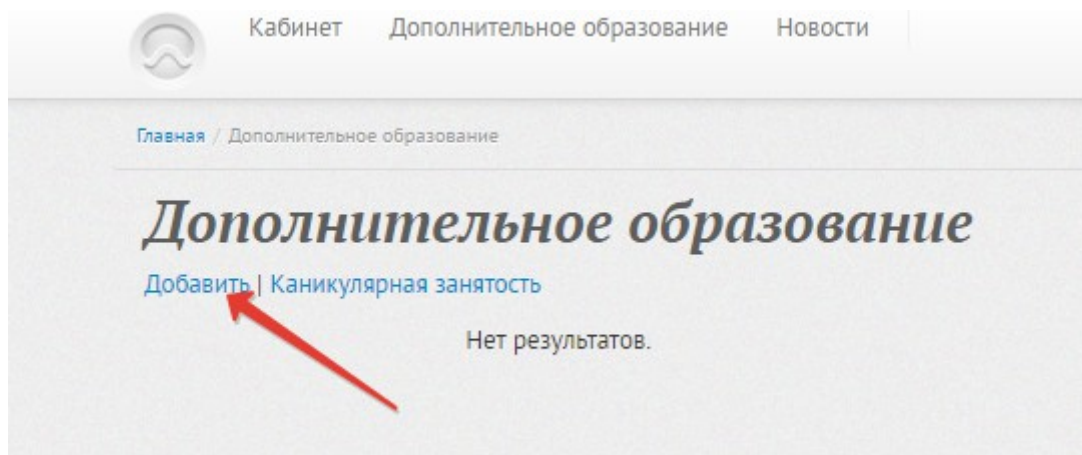 Кабинет Дополнительное образование Новости
Главная / Дополнительное образование
Дополнительное образование
Добавить | Каникулярная занятость
Нет результатов.